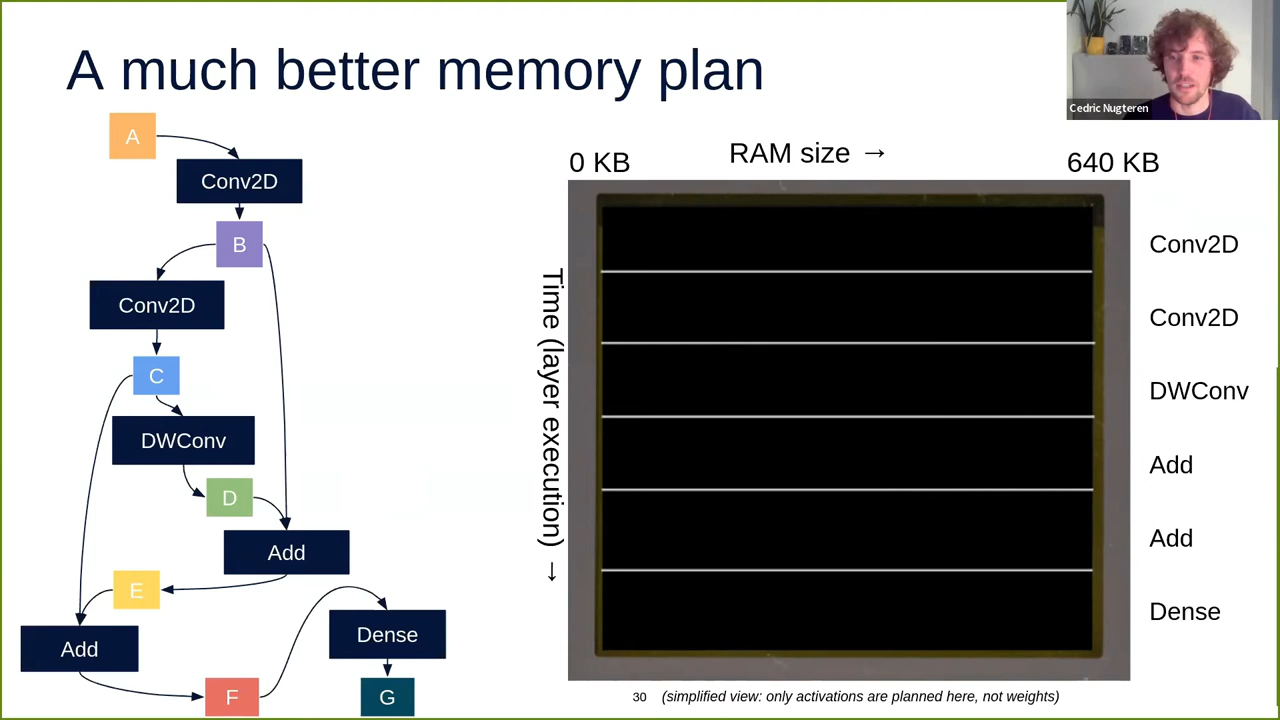 A much better memory plan
Cedric Nugteren
A
Conv2D
B
Conv2D
C
DWConv
D
Add
E
Add
F
Dense
G
RAM size →
0 KB
640 KB
Time (layer execution) →
Conv2D
Conv2D
DWConv
Add
Add
Dense
30
(simplified view: only activations are planned here, not weights)